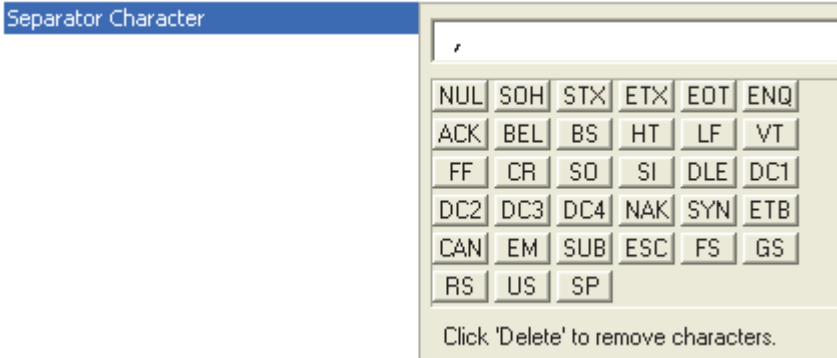 Separator Character
,
NUL SOH STX ETX EOT ENQ
ACK BEL BS HT LF VT
FF CR SO SI DLE DC1
DC2 DC3 DC4 NAK SYN ETB
CAN EM SUB ESC FS GS
RS US SP
Click 'Delete' to remove characters.